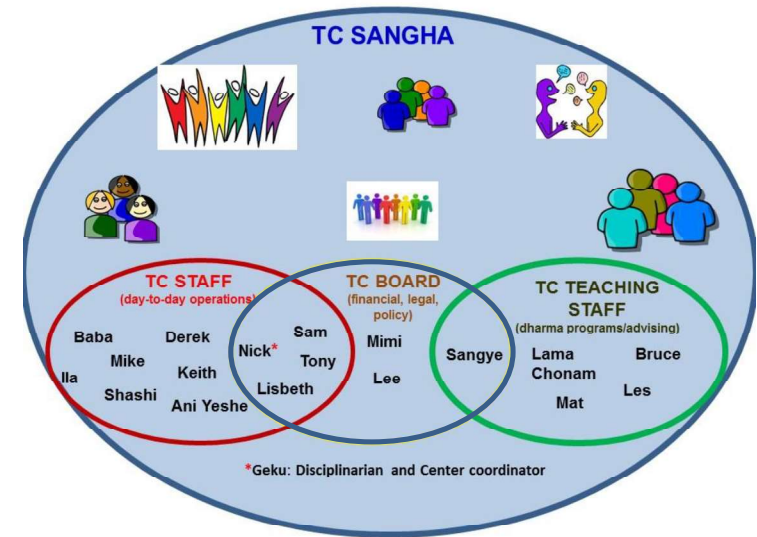 TC SANGHA
TC STAFF
(day-to-day operations)
Baba
Derek
Mike
Ila
Keith
Shashi
Ani Yeshe
Nick*
Sam
Tony
Lisbeth
TC BOARD
(financial, legal,
policy)
Mimi
Lee
Sangye
TC TEACHING
STAFF
(dharma programs/advising)
Lama
Chonam
Bruce
Mat
Les
*Geku: Disciplinarian and Center coordinator